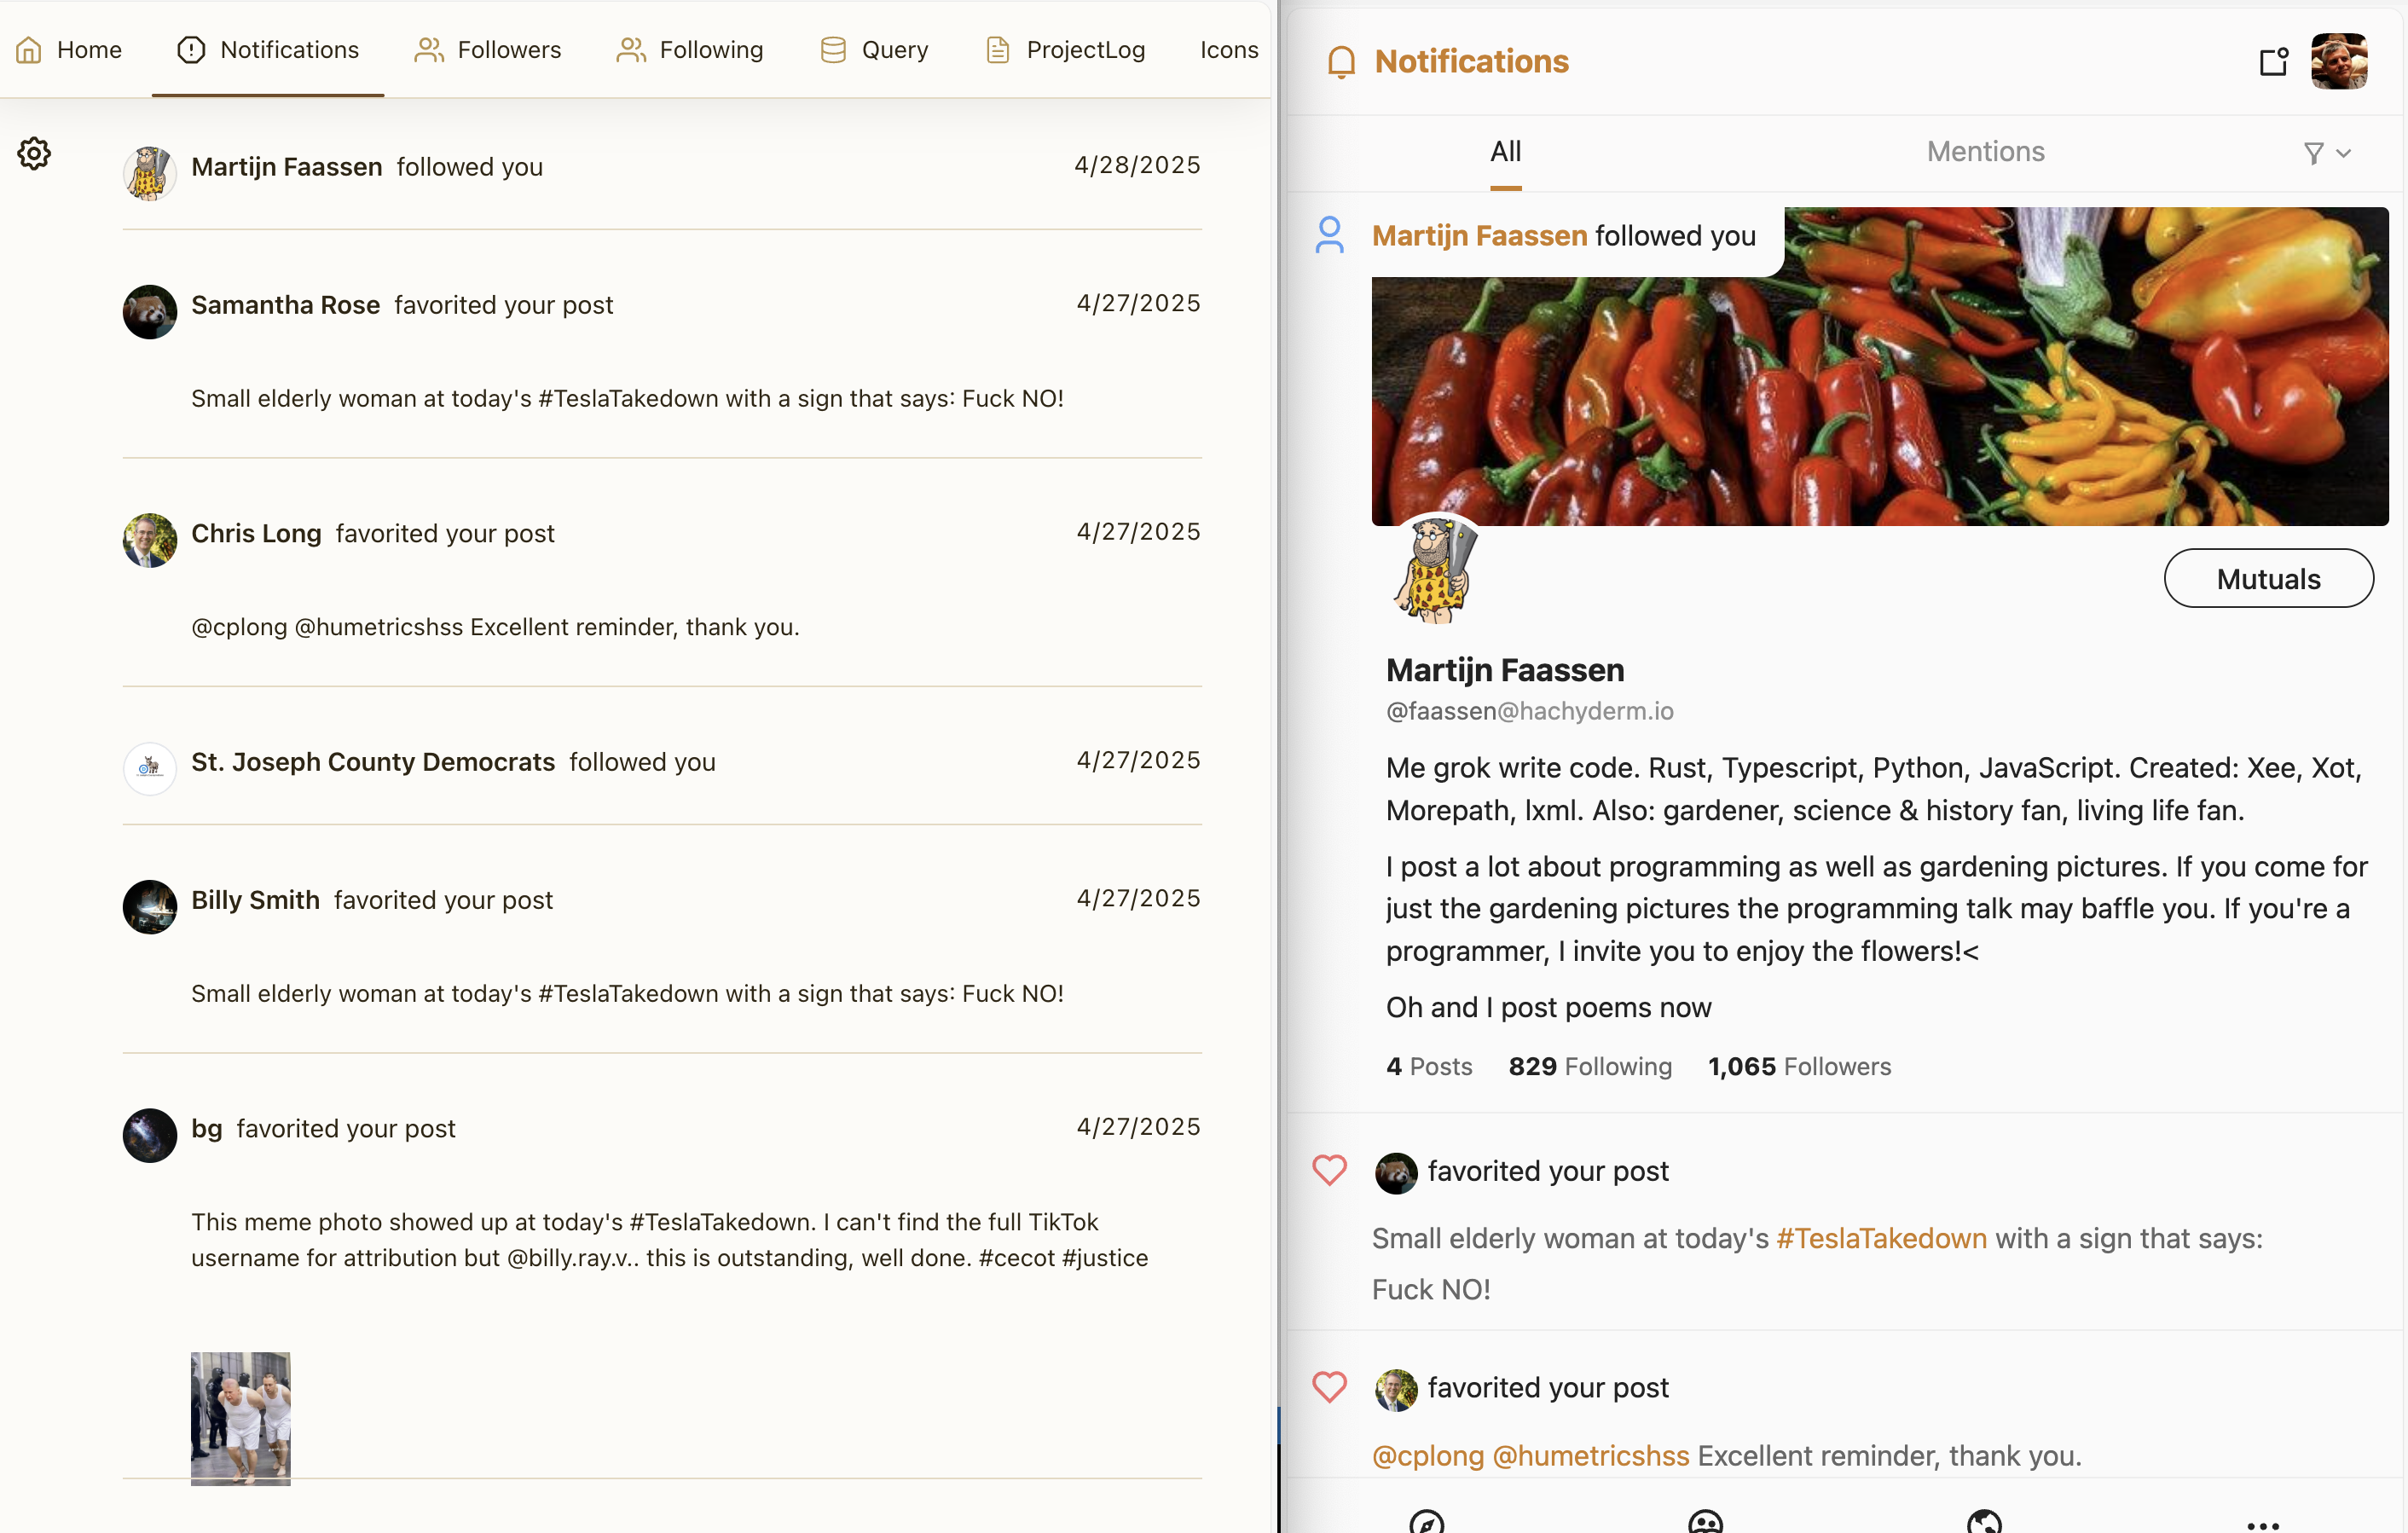 Home Notifications Followers Following Query ProjectLog Icons
Martijn Faassen followed you 4/28/2025
Samantha Rose favorited your post 4/27/2025
Small elderly woman at today's #TeslaTakedown with a sign that says: Fuck NO!
Chris Long favorited your post 4/27/2025
@cplong @humetricshss Excellent reminder, thank you.
St. Joseph County Democrats followed you 4/27/2025
Billy Smith favorited your post 4/27/2025
Small elderly woman at today's #TeslaTakedown with a sign that says: Fuck NO!
bg favorited your post 4/27/2025
This meme photo showed up at today's #TeslaTakedown. I can't find the full TikTok
username for attribution but @billy.ray.v.. this is outstanding, well done. #cecot #justice
Notifications
All Mentions
Martijn Faassen followed you
Mutuals
Martijn Faassen
@faassen@hachyderm.io
Me grok write code. Rust, Typescript, Python, JavaScript. Created: Xee, Xot,
Morepath, lxml. Also: gardener, science & history fan, living life fan.
I post a lot about programming as well as gardening pictures. If you come for
just the gardening pictures the programming talk may baffle you. If you're a
programmer, I invite you to enjoy the flowers!<
Oh and I post poems now
4 Posts 829 Following 1,065 Followers
favorited your post
Small elderly woman at today's #TeslaTakedown with a sign that says:
Fuck NO!
favorited your post
@cplong @humetricshss Excellent reminder, thank you.